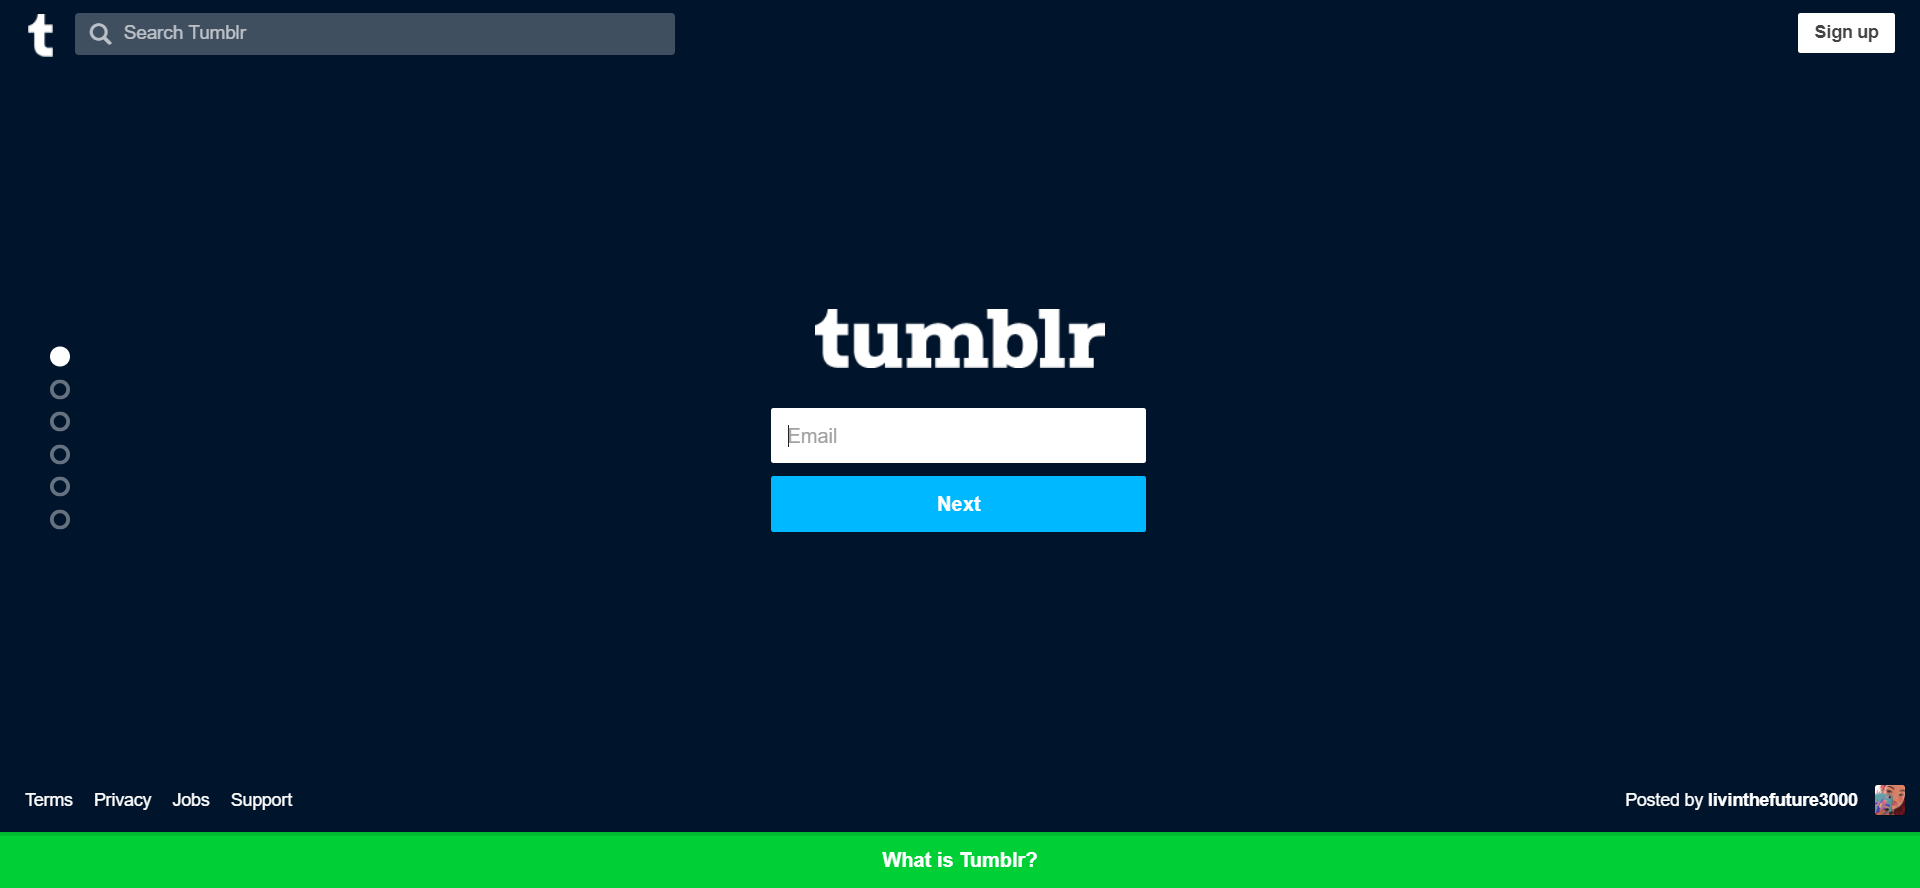 t
Search Tumblr
Sign up
tumblr
Email
Next
Terms Privacy Jobs Support
Posted by livinthefuture3000
What is Tumblr?